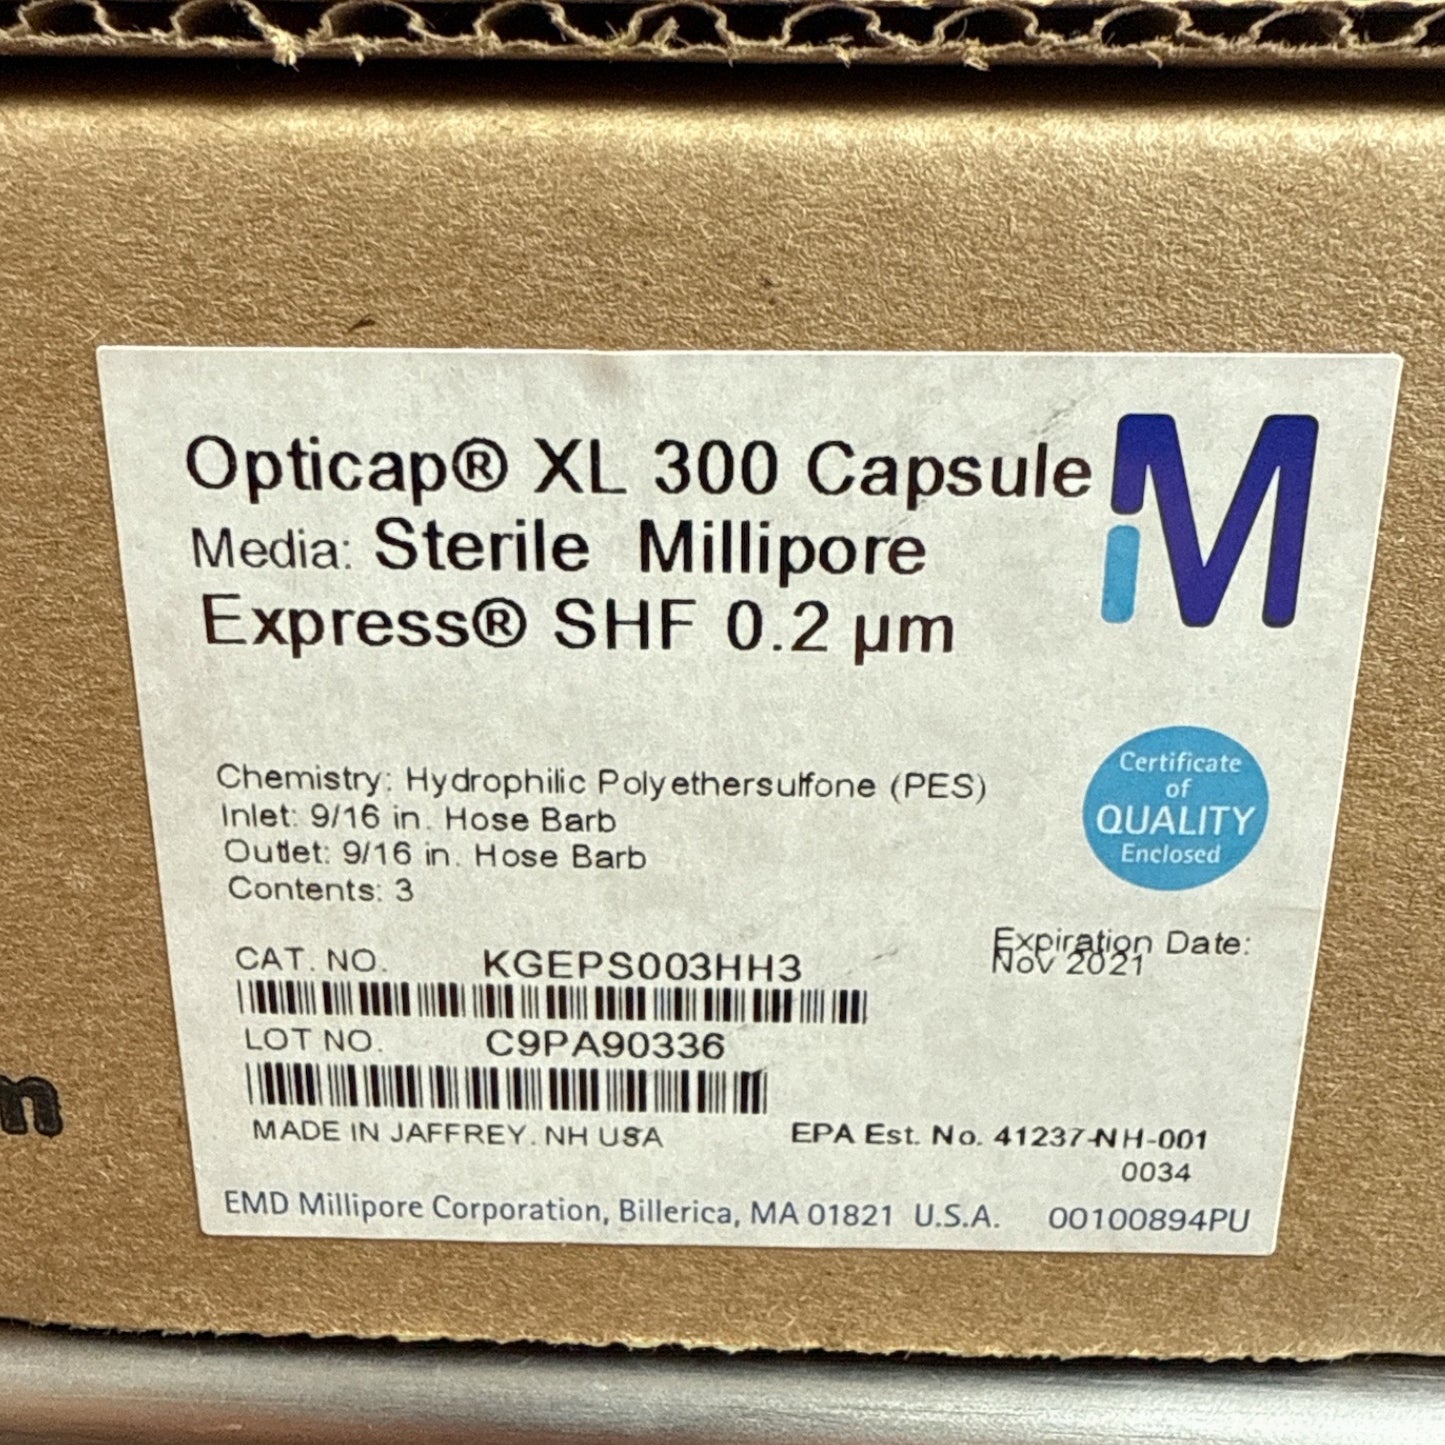 Opticap® XL 300 Capsule
Media: Sterile Millipore
Express® SHF 0.2 µm
Chemistry: Hydrophilic Polyethersulfone (PES)
Inlet: 9/16 in. Hose Barb
Outlet: 9/16 in. Hose Barb
Contents: 3
Certificate
of
QUALITY
Enclosed
CAT. NO. KGEPS003HH3
Expiration Date:
Nov 2021
LOT NO. C9PA90336
MADE IN JAFFREY. NH USA
EPA Est. No. 41237-NH-001
0034
EMD Millipore Corporation, Billerica, MA 01821 U.S.A. 00100894PU